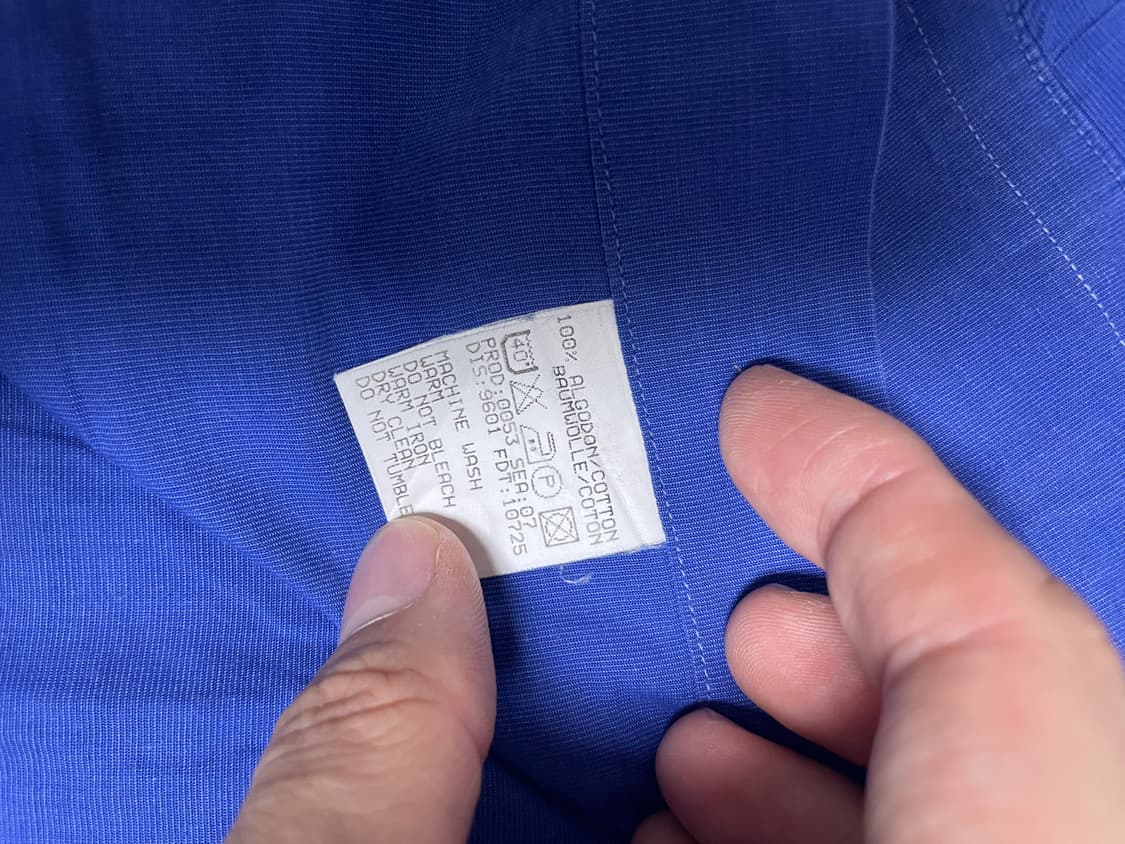 100% ALGODON/COTTON
BAUMWOLLE/COTON
40° P
PROD:0053 SEA:07
DIS:9601 FDT:10725
MACHINE WASH
WARM
DO NOT BLEACH
WARM IRON
DRY CLEAN
DO NOT TUMBLE